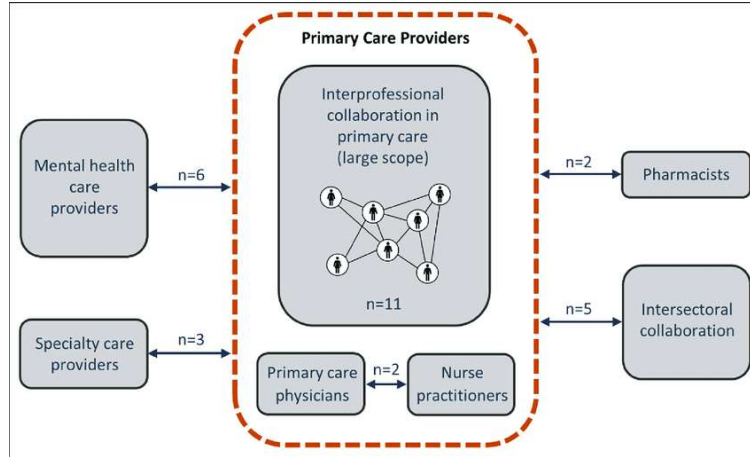 Primary Care Providers
Interprofessional
collaboration in
primary care
(large scope)
n=11
Mental health
care
providers
n=6
n=2
Pharmacists
Specialty care
providers
n=3
n=5
Intersectoral
collaboration
Primary care
physicians
n=2
Nurse
practitioners